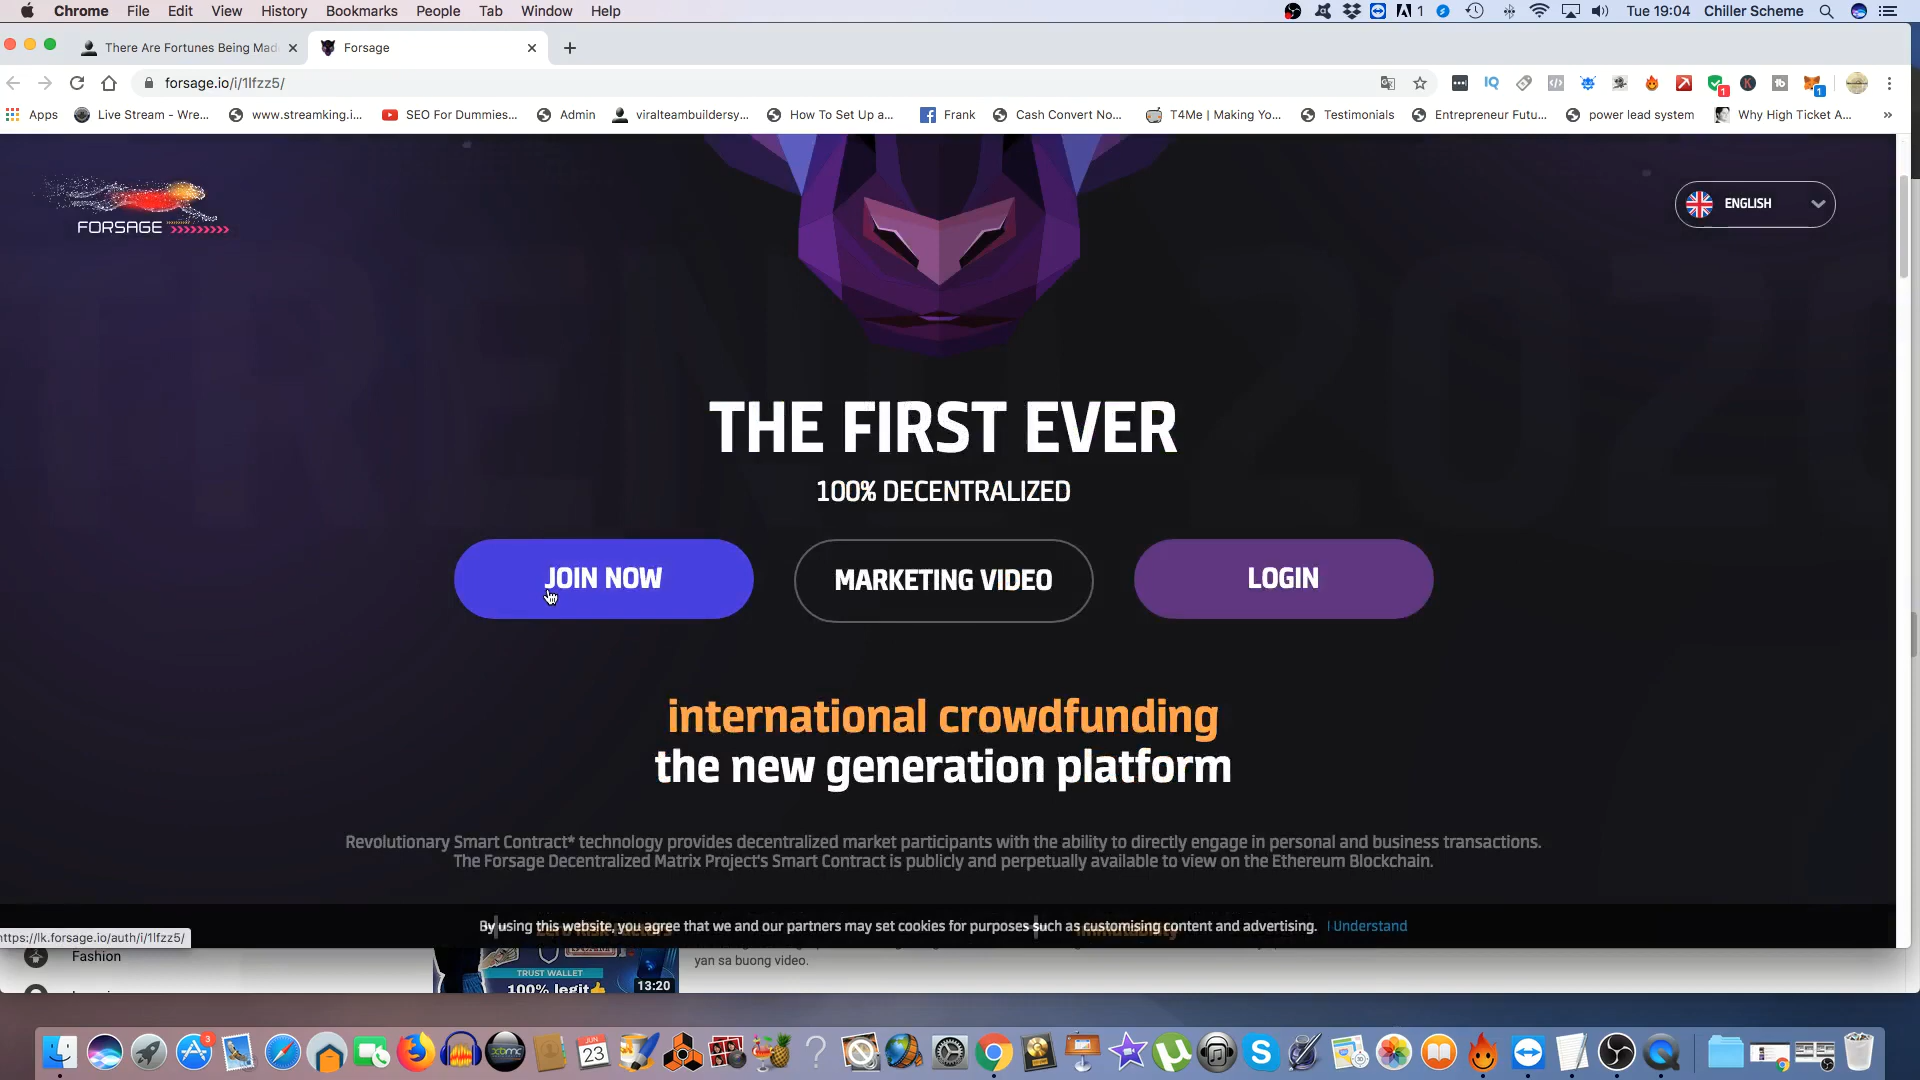 Chrome File Edit View History Bookmarks People Tab Window Help
1 Tue 19:04 Chiller Scheme
There Are Fortunes Being Mad
Forsage
forsage.io/i/1lfzz5/
Apps Live Stream - Wre... www.streamking.i... SEO For Dummies... Admin viralteambuildersy... How To Set Up a... Frank Cash Convert No... T4Me | Making Yo... Testimonials Entrepreneur Futu... power lead system Why High Ticket A... »
FORSAGE
ENGLISH
TREND 2020
THE FIRST EVER
100% DECENTRALIZED
JOIN NOW
MARKETING VIDEO
LOGIN
international crowdfunding
the new generation platform
Revolutionary Smart Contract* technology provides decentralized market participants with the ability to directly engage in personal and business transactions.
The Forsage Decentralized Matrix Project's Smart Contract is publicly and perpetually available to view on the Ethereum Blockchain.
By using this website, you agree that we and our partners may set cookies for purposes such as customising content and advertising. I Understand
https://lk.forsage.io/auth/i/1lfzz5/
Fashion
yan sa buong video.
TRUST WALLET
100% legit
13:20
JUN
23
3
xbmc